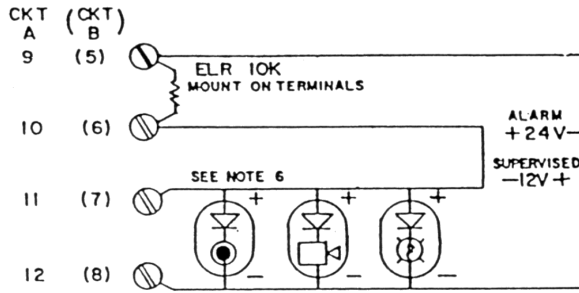 CKT (CKT
A B)
9 (5)
ELR 10K
MOUNT ON TERMINALS
10 (6)
ALARM
+24V-
SUPERVISED
-12V+
SEE NOTE 6
11 (7)
+ + +
- - -
12 (8)